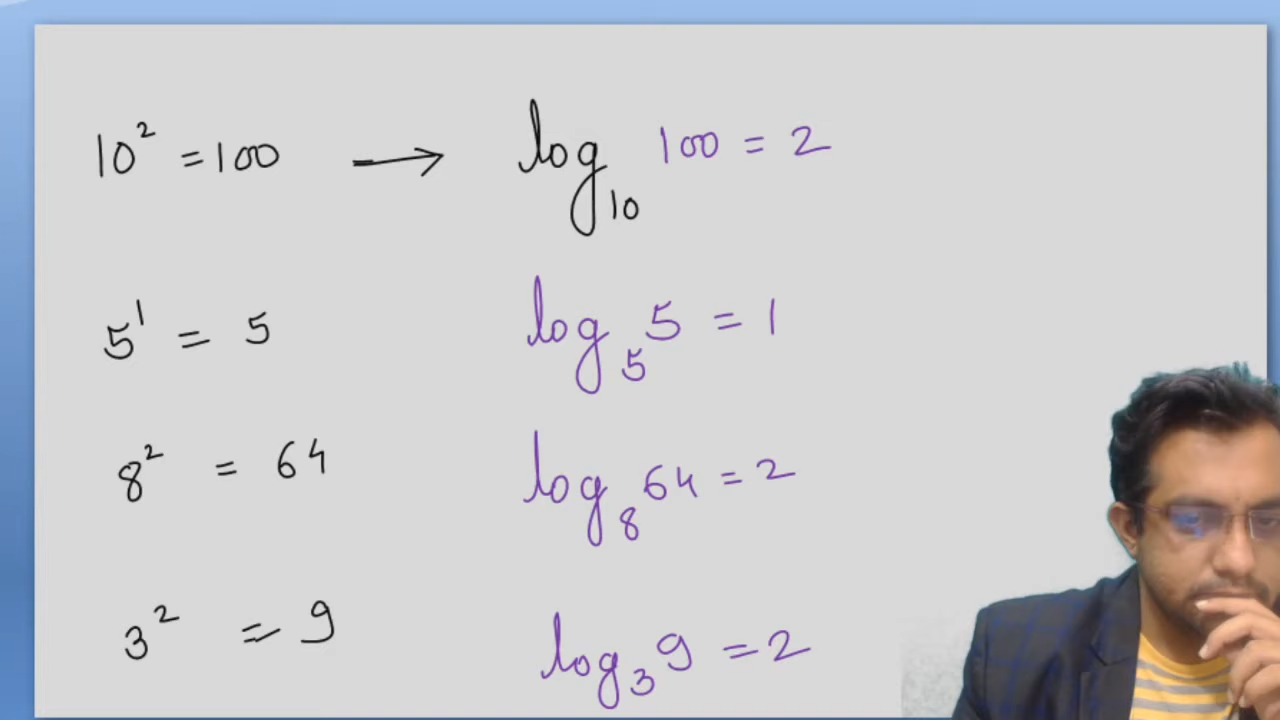 10² = 100 → log₁₀ 100 = 2
5¹ = 5 log₅ 5 = 1
8² = 64 log₈ 64 = 2
3² = 9 log₃ 9 = 2